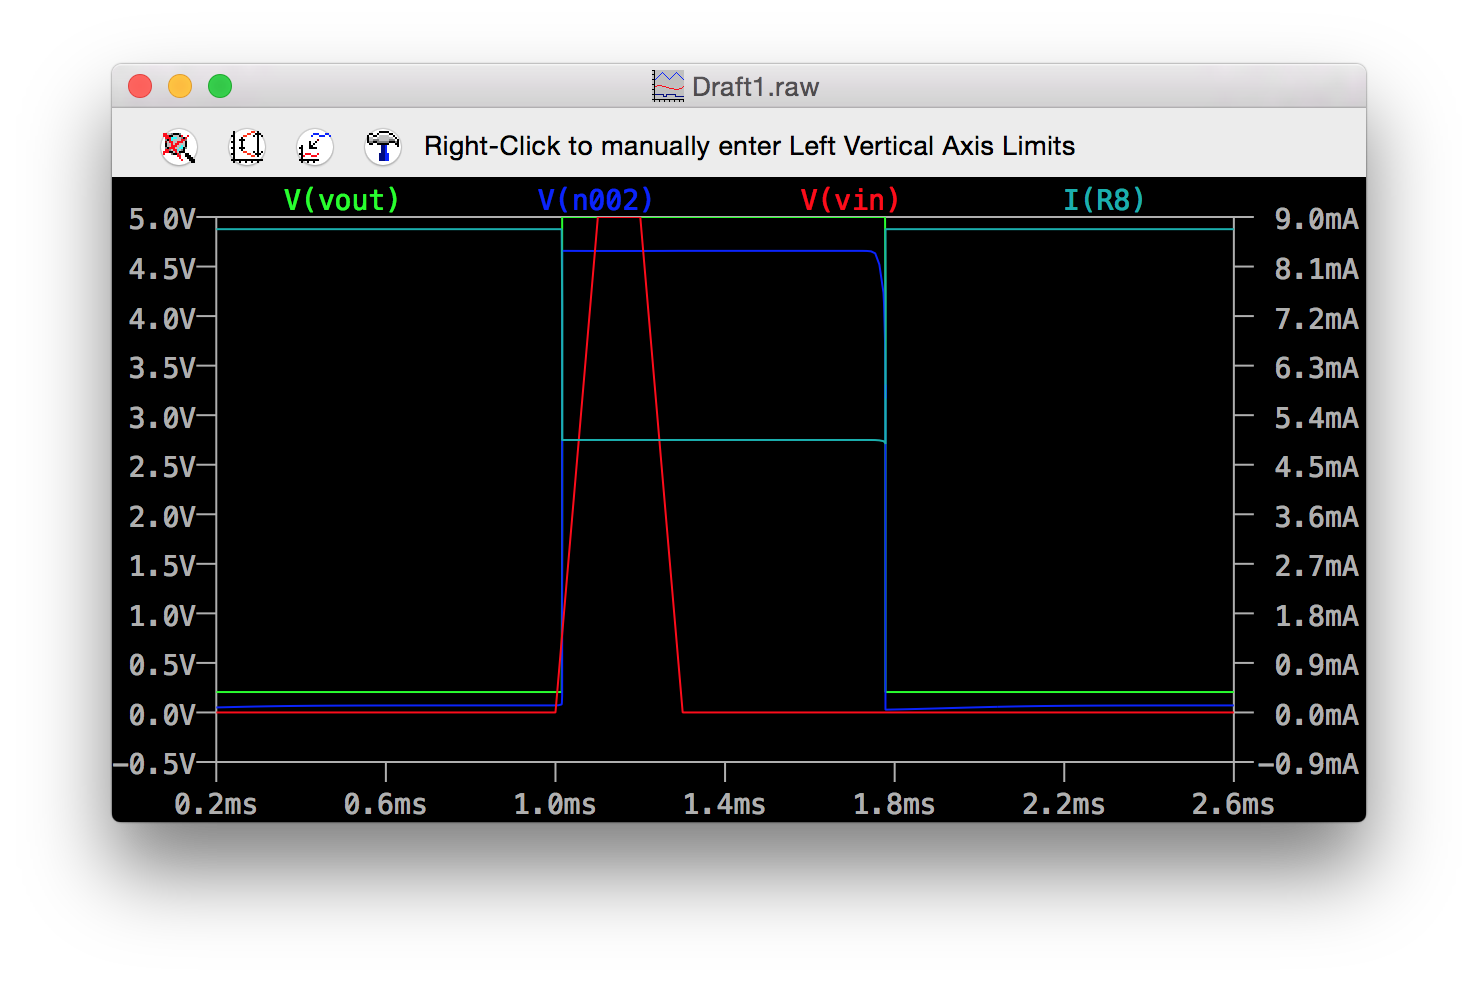 Draft1.raw
Right-Click to manually enter Left Vertical Axis Limits
V(vout) V(n002) V(vin) I(R8)
5.0V 9.0mA
4.5V 8.1mA
4.0V 7.2mA
3.5V 6.3mA
3.0V 5.4mA
2.5V 4.5mA
2.0V 3.6mA
1.5V 2.7mA
1.0V 1.8mA
0.5V 0.9mA
0.0V 0.0mA
-0.5V -0.9mA
0.2ms 0.6ms 1.0ms 1.4ms 1.8ms 2.2ms 2.6ms